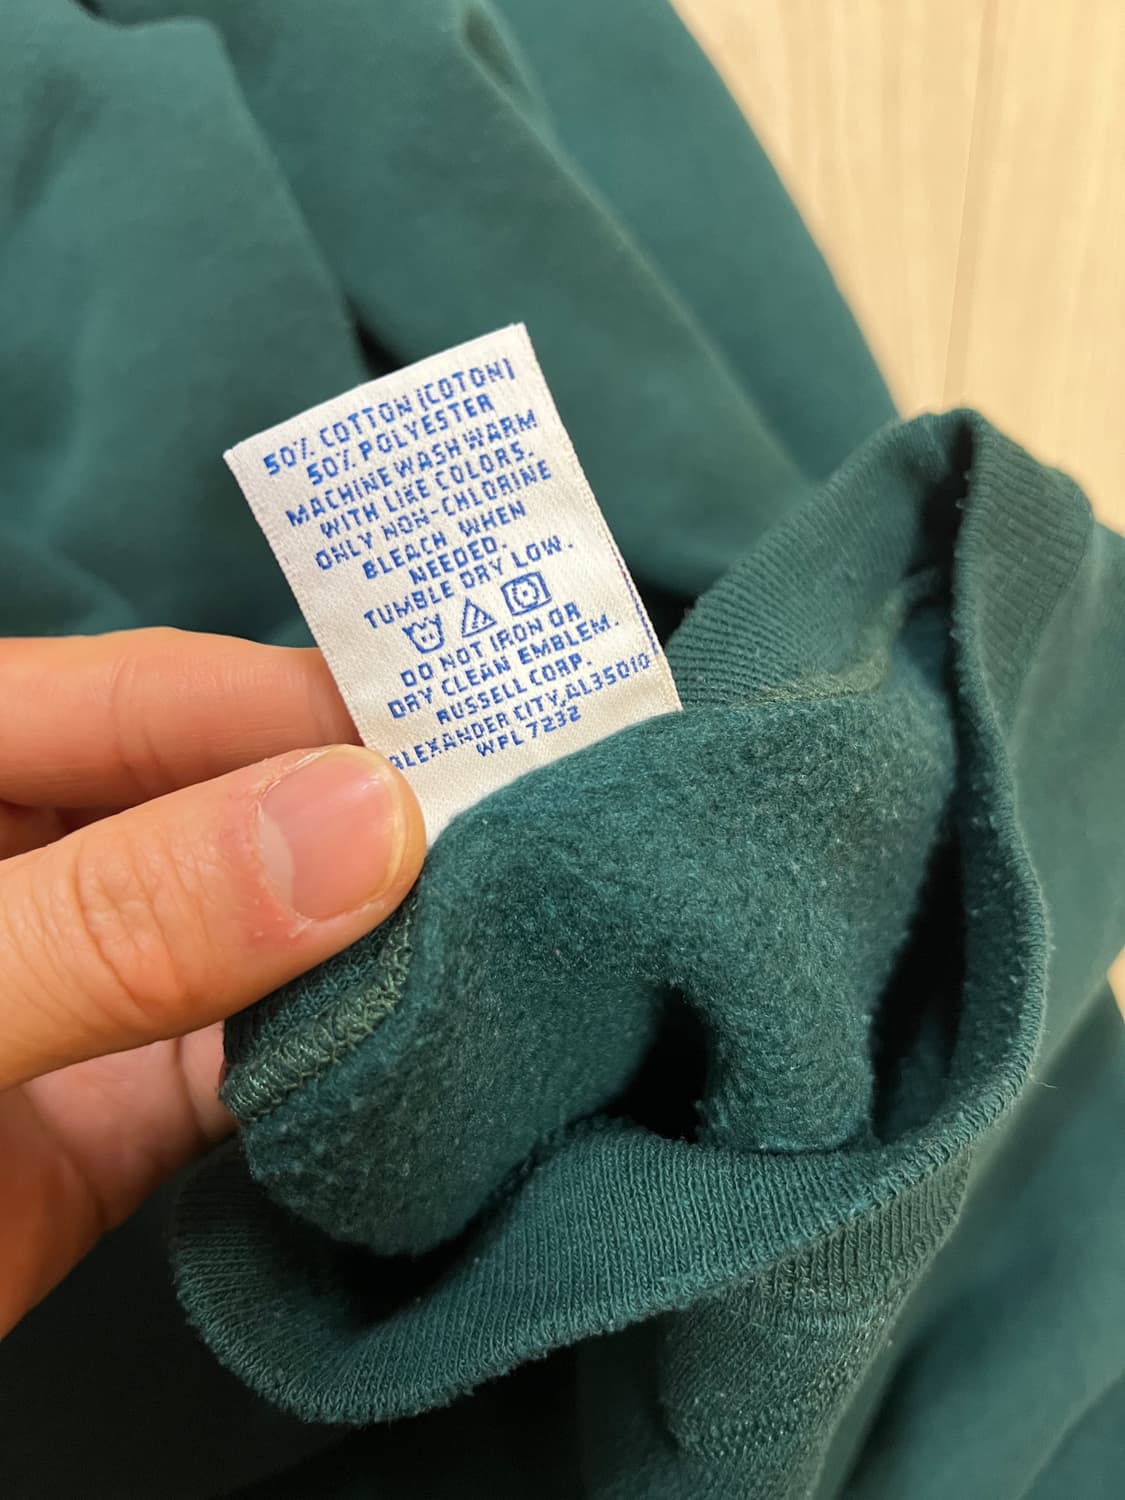 50% COTTON [COTON]
50% POLYESTER
MACHINE WASH WARM
WITH LIKE COLORS.
ONLY NON-CHLORINE
BLEACH WHEN
NEEDED.
TUMBLE DRY LOW.
DO NOT IRON OR
DRY CLEAN EMBLEM.
RUSSELL CORP.
ALEXANDER CITY,AL35010
WPL 7232